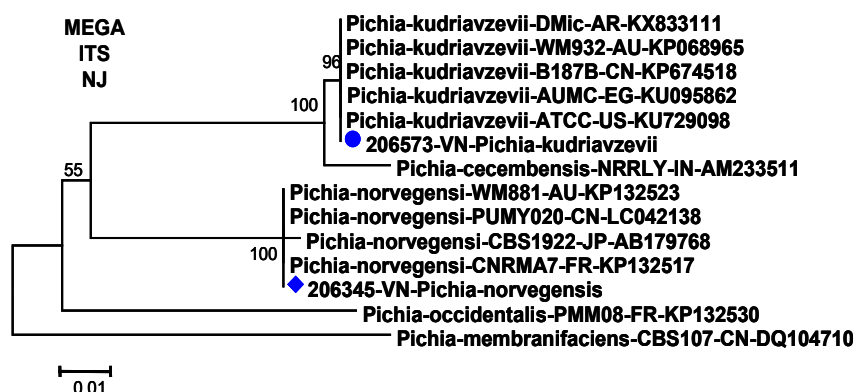 MEGA
ITS
NJ
Pichia-kudriavzevii-DMic-AR-KX833111
Pichia-kudriavzevii-WM932-AU-KP068965
96
Pichia-kudriavzevii-B187B-CN-KP674518
Pichia-kudriavzevii-AUMC-EG-KU095862
100
Pichia-kudriavzevii-ATCC-US-KU729098
206573-VN-Pichia-kudriavzevii
Pichia-cecembensis-NRRLY-IN-AM233511
55
Pichia-norvegensi-WM881-AU-KP132523
Pichia-norvegensi-PUMY020-CN-LC042138
Pichia-norvegensi-CBS1922-JP-AB179768
100
Pichia-norvegensi-CNRMA7-FR-KP132517
206345-VN-Pichia-norvegensis
Pichia-occidentalis-PMM08-FR-KP132530
Pichia-membranifaciens-CBS107-CN-DQ104710
0.01